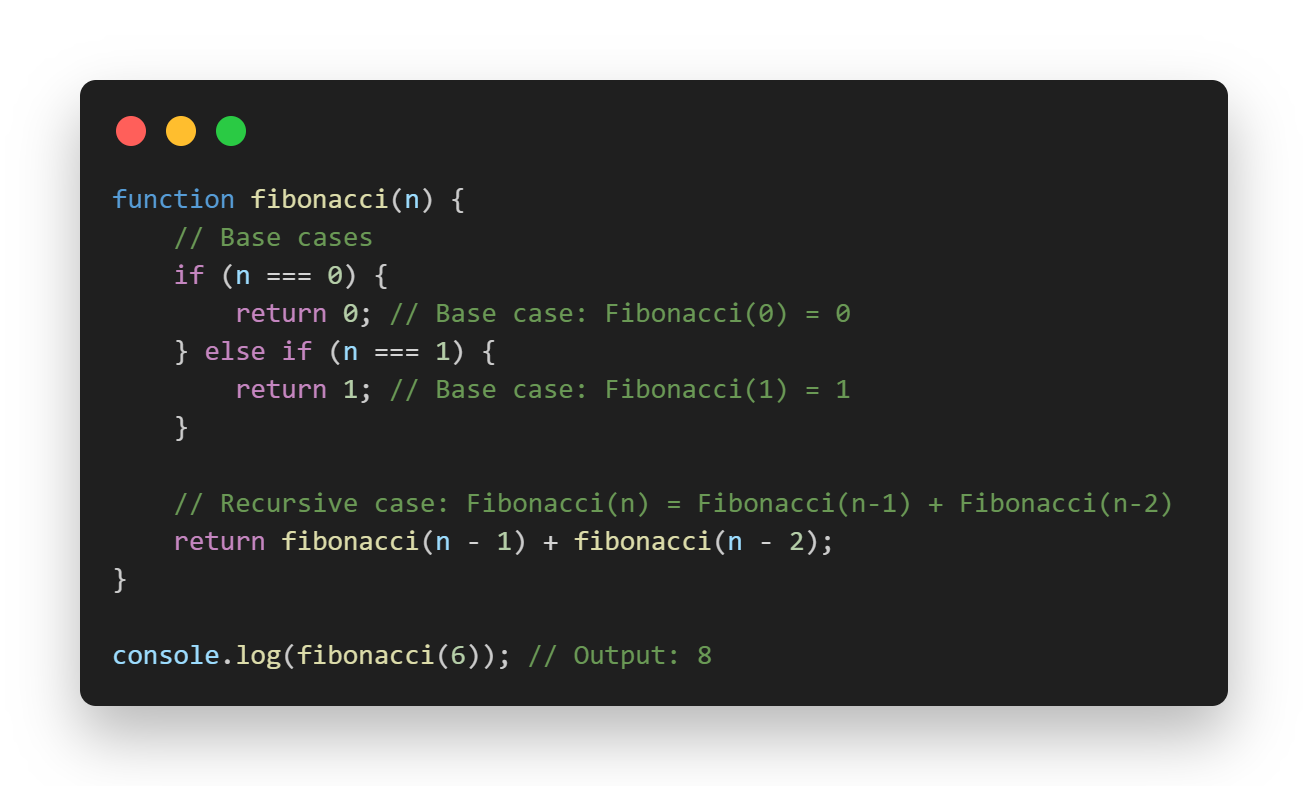 function fibonacci(n) {
    // Base cases
    if (n === 0) {
        return 0; // Base case: Fibonacci(0) = 0
    } else if (n === 1) {
        return 1; // Base case: Fibonacci(1) = 1
    }

    // Recursive case: Fibonacci(n) = Fibonacci(n-1) + Fibonacci(n-2)
    return fibonacci(n - 1) + fibonacci(n - 2);
}

console.log(fibonacci(6)); // Output: 8